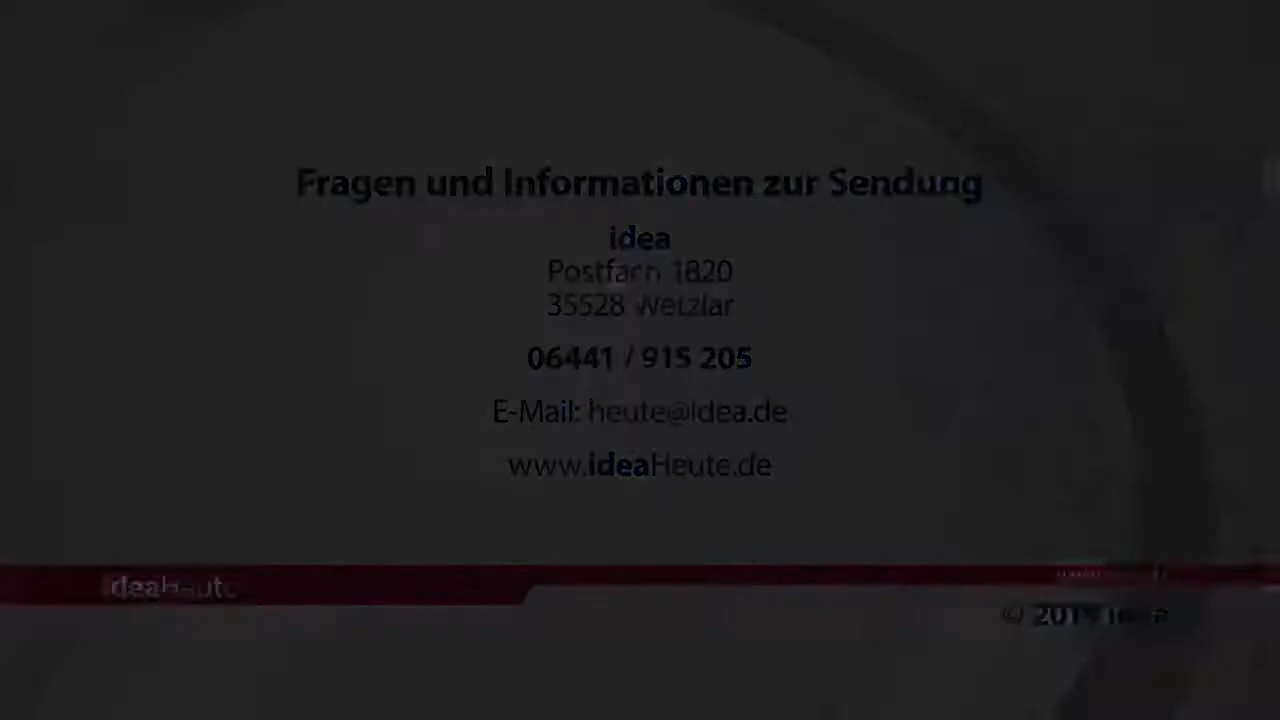 Fragen und Informationen zur Sendung
idea
Postfach 1820
35528 Wetzlar
06441 / 915 205
E-Mail: heute@idea.de
www.ideaHeute.de
ideaHeute
©